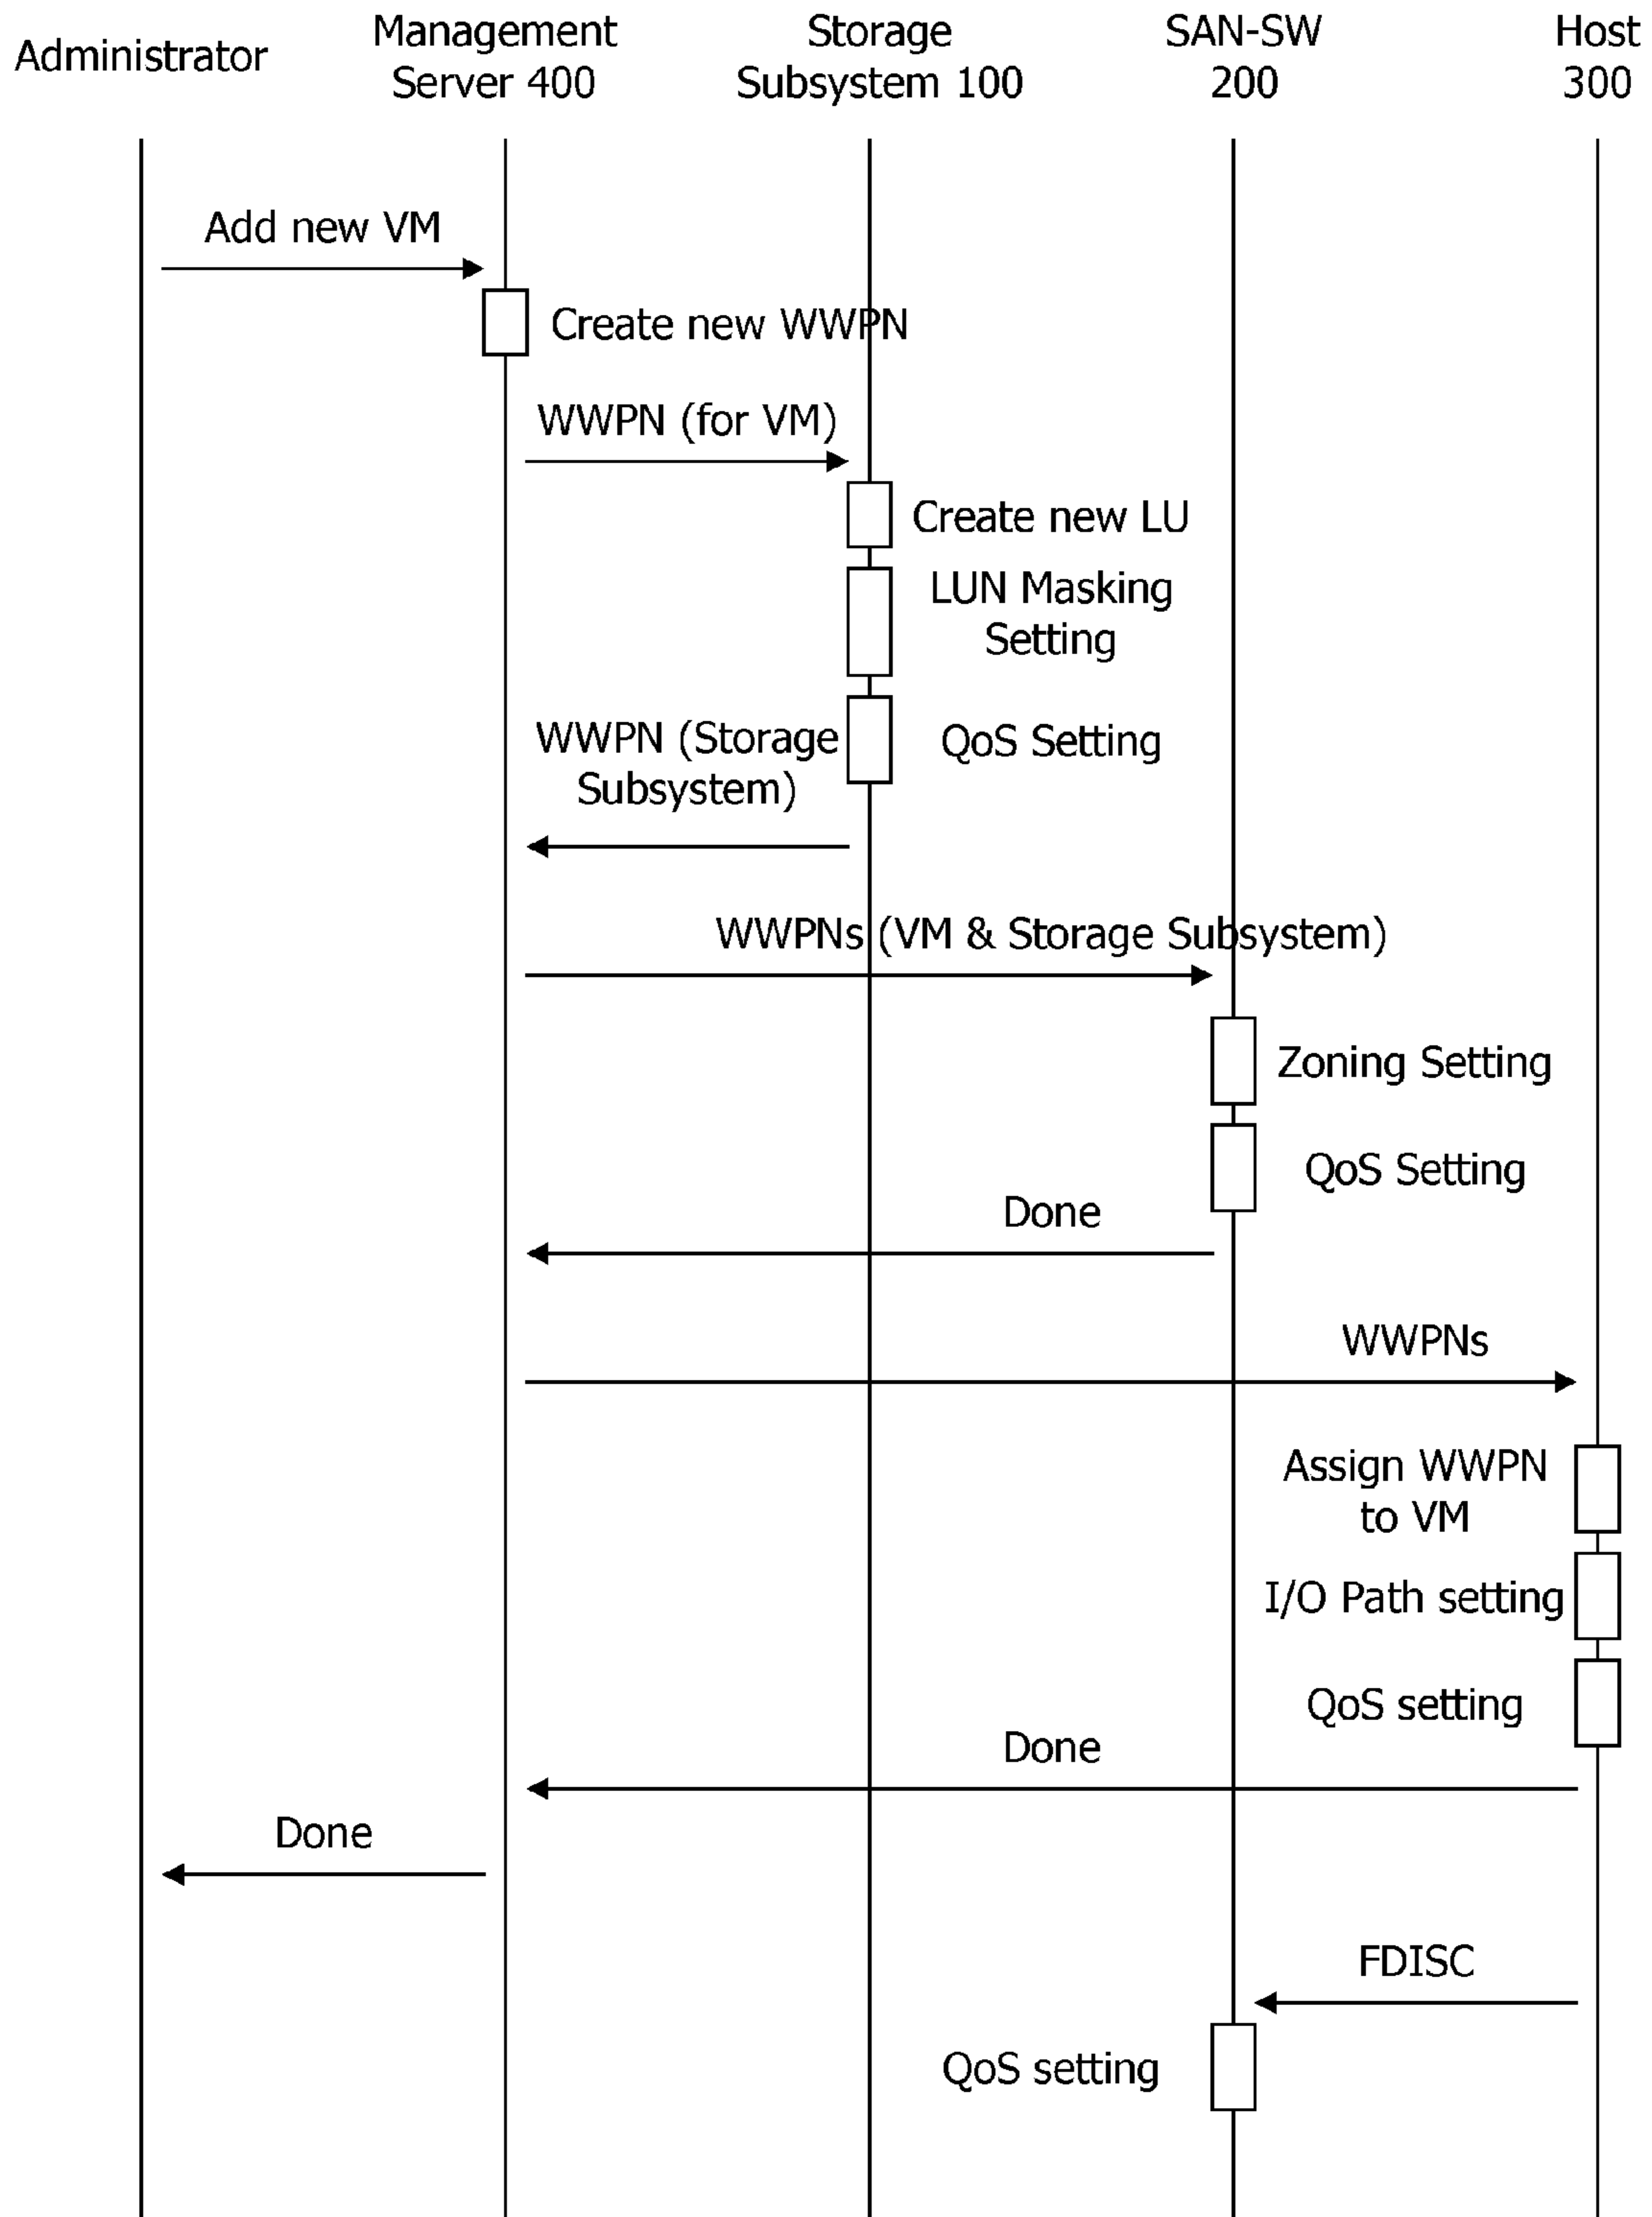 Administrator
Management
Server 400
Storage
Subsystem 100
SAN-SW
200
Host
300
Add new VM
Create new WWPN
WWPN (for VM)
Create new LU
LUN Masking
Setting
WWPN (Storage
Subsystem)
QoS Setting
WWPNs (VM & Storage Subsystem)
Zoning Setting
QoS Setting
Done
WWPNs
Assign WWPN
to VM
I/O Path setting
QoS setting
Done
Done
FDISC
QoS setting